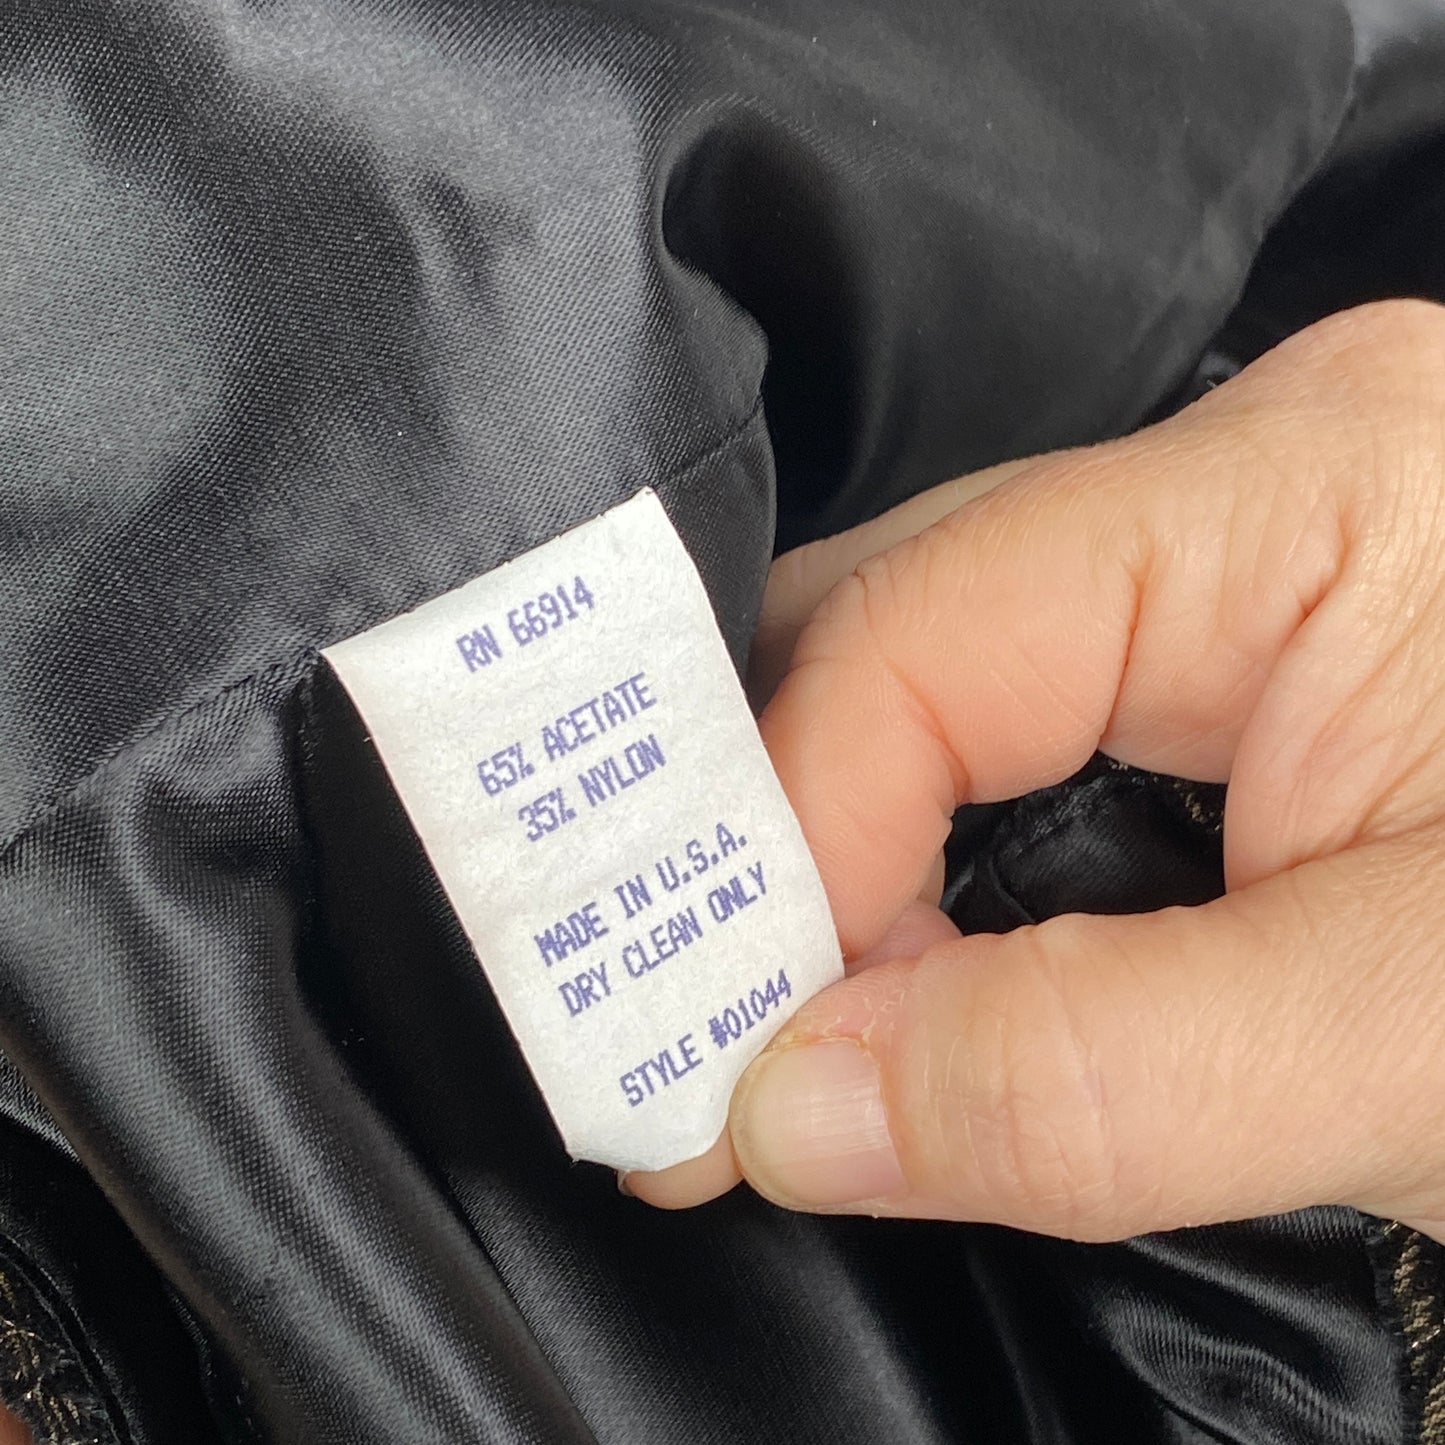 RN 66914
65% ACETATE
35% NYLON
MADE IN U.S.A.
DRY CLEAN ONLY
STYLE #01044